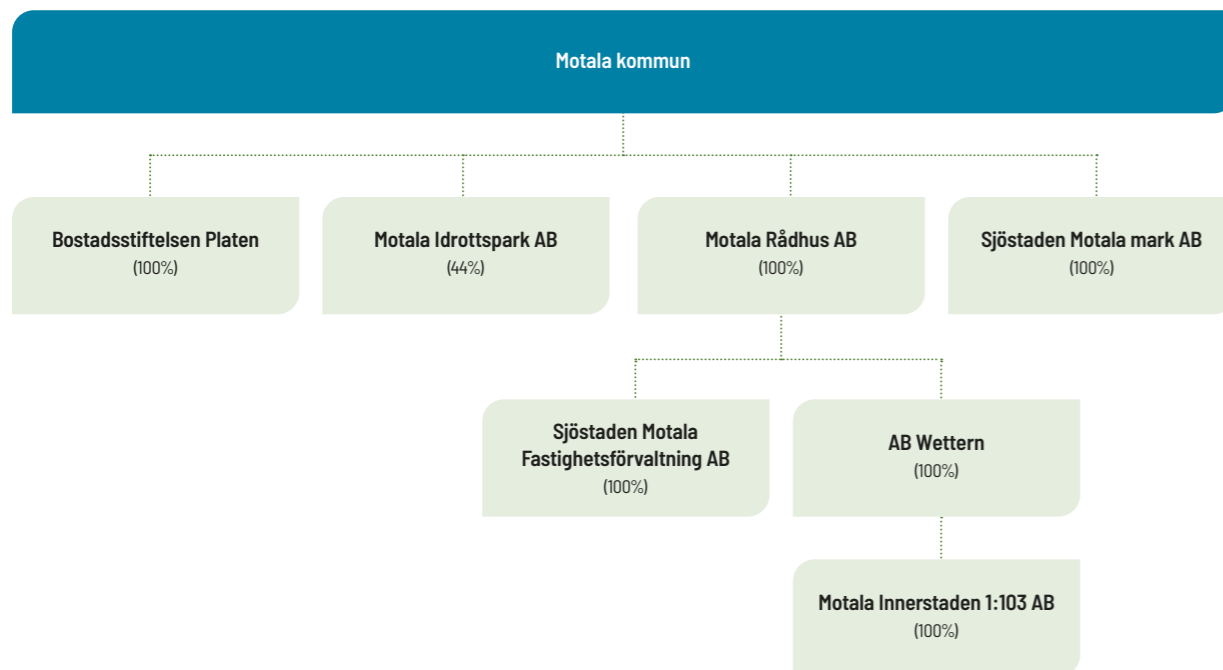 Motala kommun
Bostadsstiftelsen Platen
(100%)
Motala Idrottspark AB
(44%)
Motala Rådhus AB
(100%)
Sjöstaden Motala mark AB
(100%)
Sjöstaden Motala
Fastighetsförvaltning AB
(100%)
AB Wettern
(100%)
Motala Innerstaden 1:103 AB
(100%)